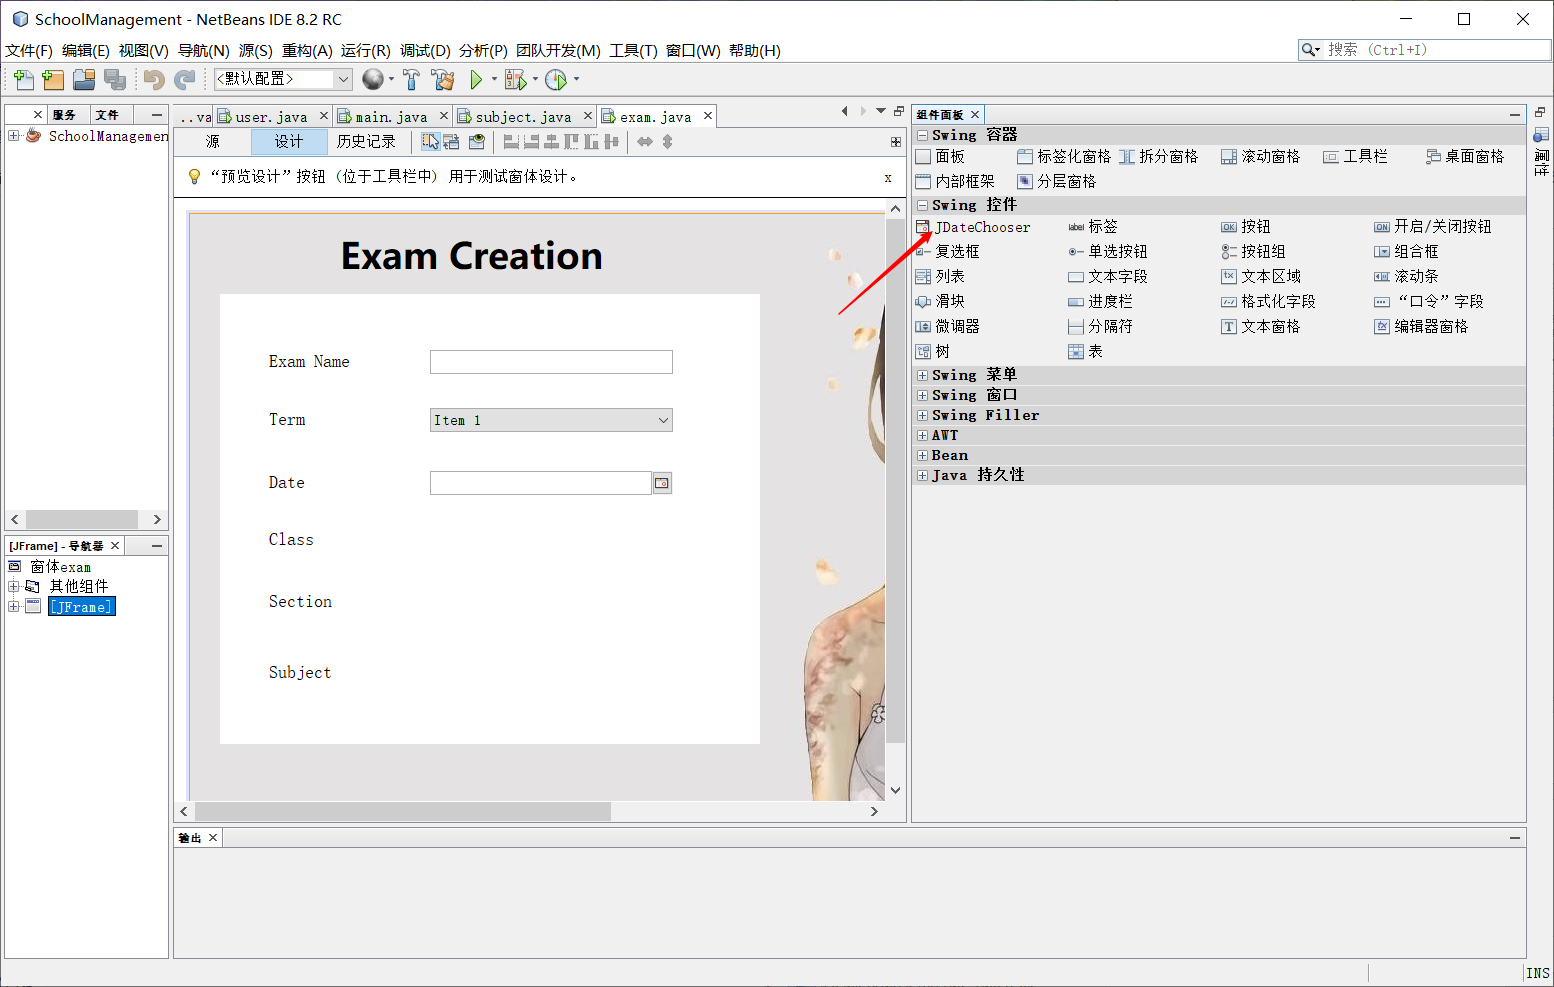 SchoolManagement - NetBeans IDE 8.2 RC
文件(F) 编辑(E) 视图(V) 导航(N) 源(S) 重构(A) 运行(R) 调试(D) 分析(P) 团队开发(M) 工具(T) 窗口(W) 帮助(H)
搜索 (Ctrl+I)
<默认配置>
服务 文件
SchoolManagemen
..va user.java main.java subject.java exam.java
源 设计 历史记录
“预览设计”按钮 (位于工具栏中) 用于测试窗体设计。 x
Exam Creation
Exam Name
Term Item 1
Date
Class
Section
Subject
[JFrame] - 导航器
窗体exam
其他组件
[JFrame]
组件面板
Swing 容器
面板 标签化窗格 拆分窗格 滚动窗格 工具栏 桌面窗格
内部框架 分层窗格
Swing 控件
JDateChooser label 标签 OK 按钮 ON 开启/关闭按钮
复选框 单选按钮 按钮组 组合框
列表 文本字段 文本区域 滚动条
滑块 进度栏 格式化字段 “口令”字段
微调器 分隔符 T 文本窗格 编辑器窗格
树 表
Swing 菜单
Swing 窗口
Swing Filler
AWT
Bean
Java 持久性
属性
输出
INS